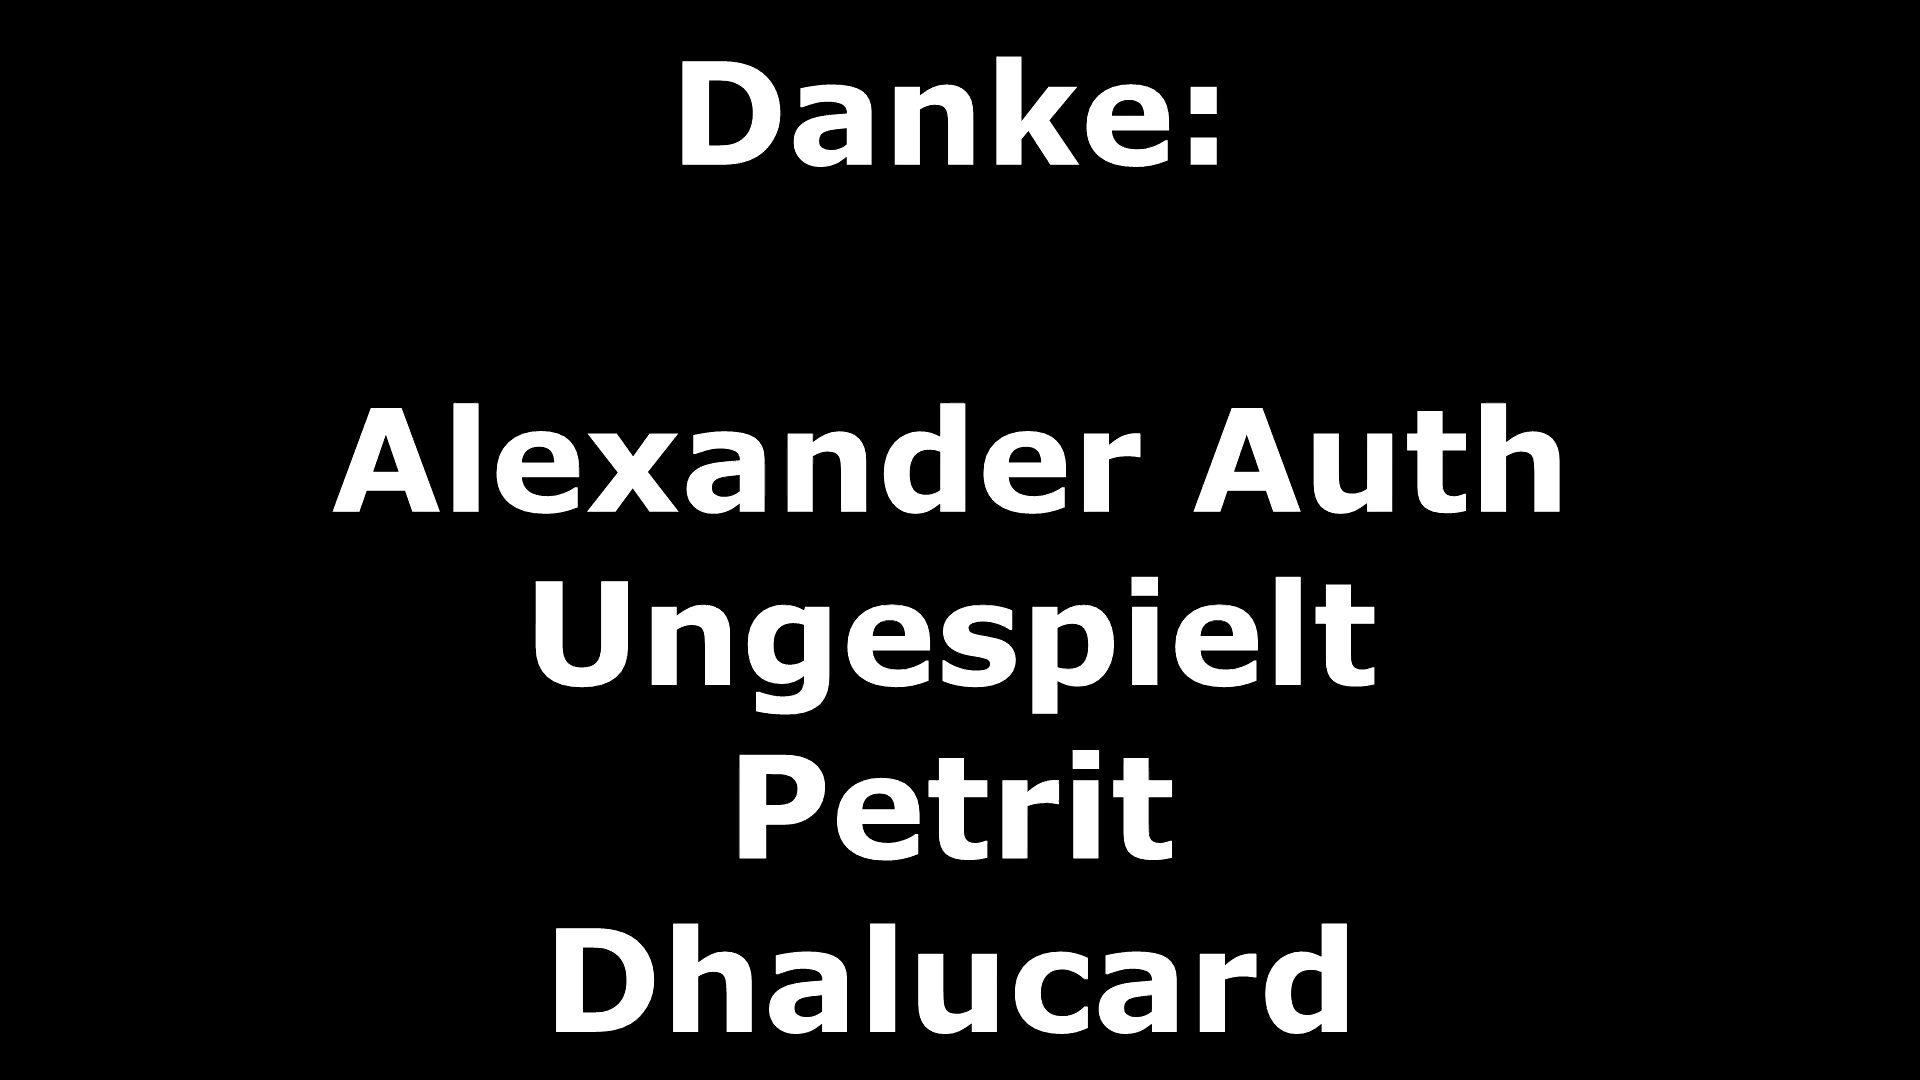 Danke:
Alexander Auth
Ungespielt
Petrit
Dhalucard